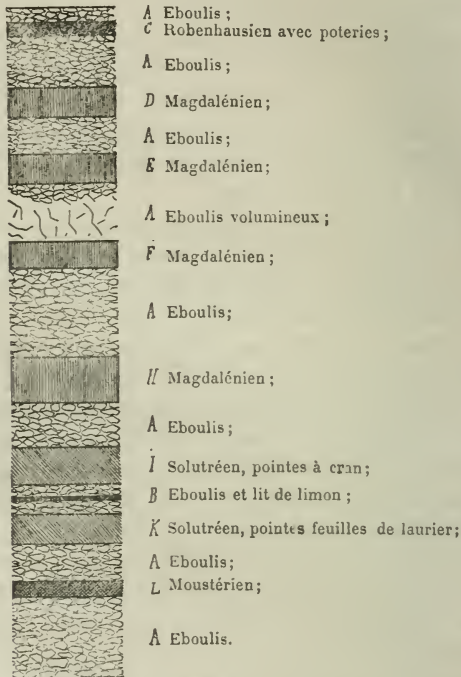 A Eboulis ;
C Robenhausien avec poteries ;
A Eboulis ;
D Magdalénien ;
A Eboulis ;
E Magdalénien;
A Eboulis volumineux ;
F Magdalénien ;
A Eboulis;
H Magdalénien ;
A Eboulis;
I Solutréen, pointes à cran;
B Eboulis et lit de limon ;
K Solutréen, pointes feuilles de laurier;
A Eboulis;
L Moustérien;
A Eboulis.